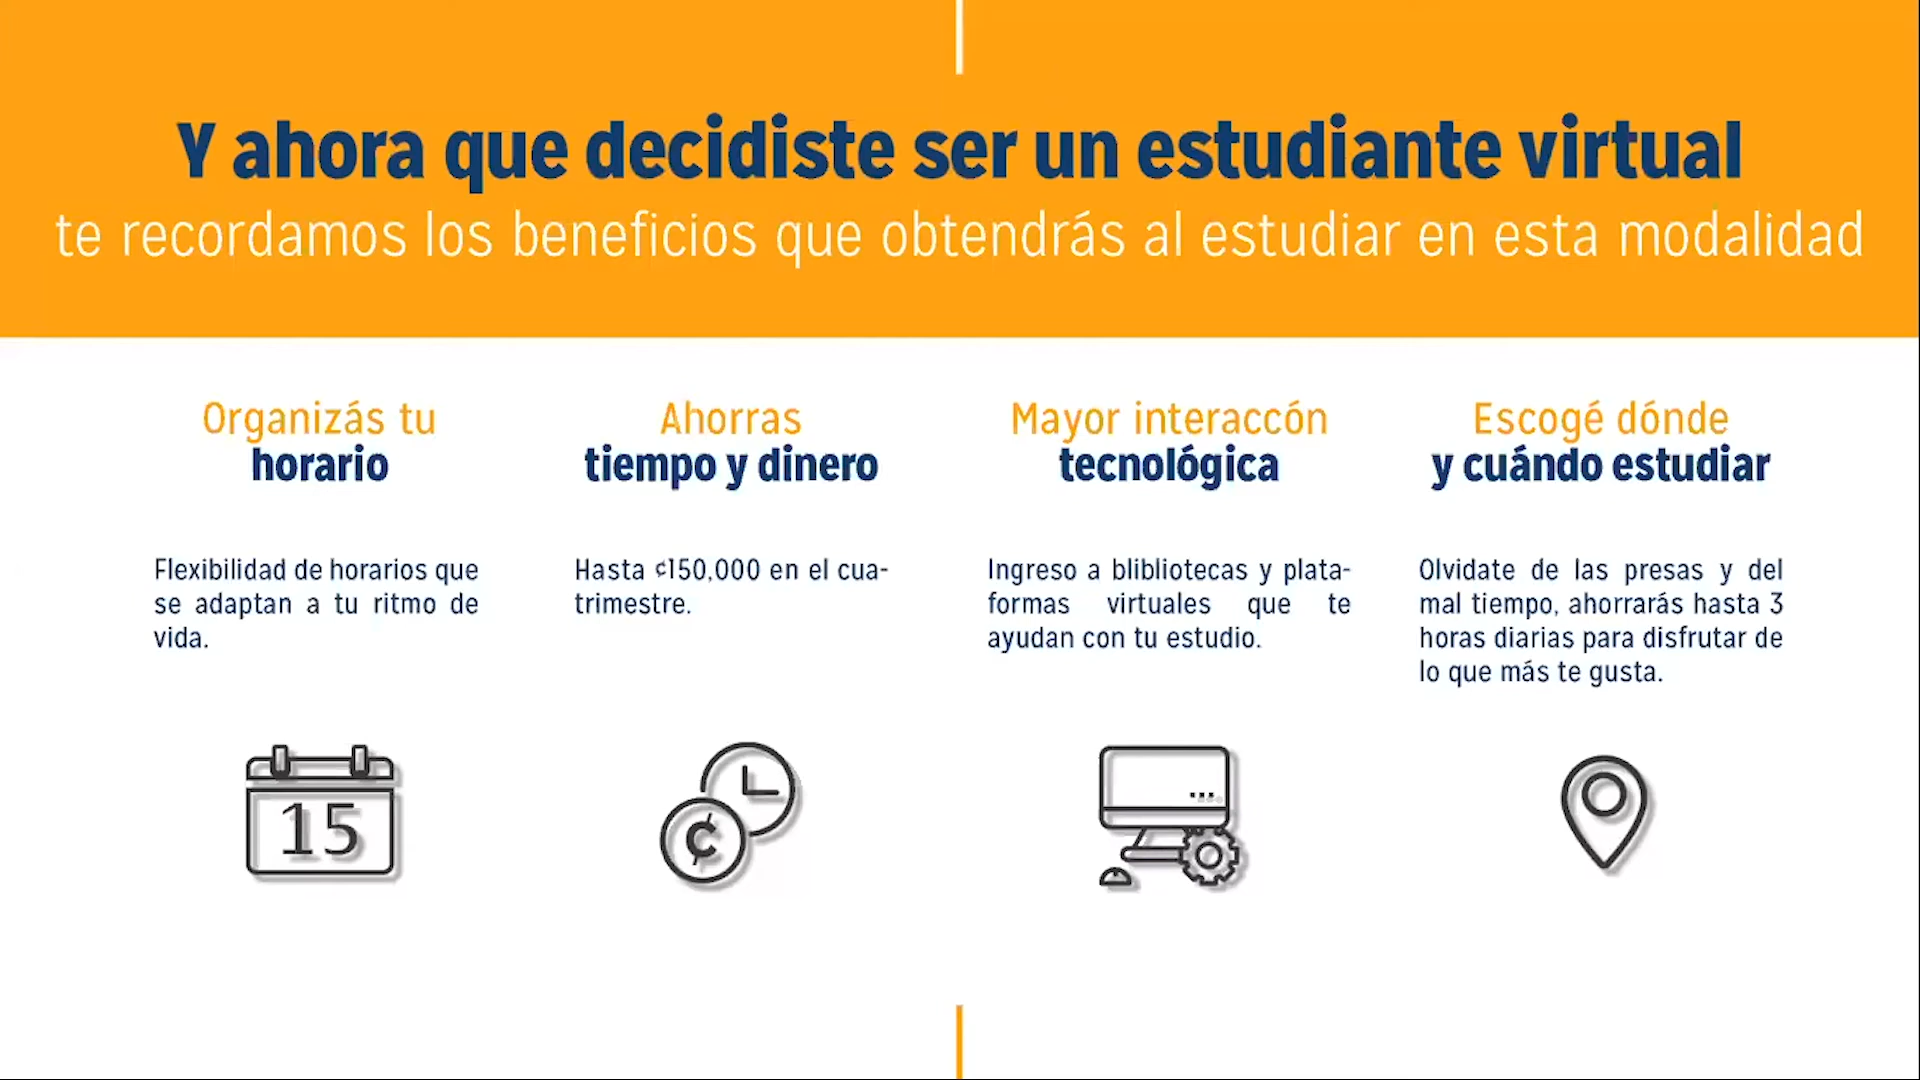 Y ahora que decidiste ser un estudiante virtual
te recordamos los beneficios que obtendrás al estudiar en esta modalidad
Organizás tu
horario
Flexibilidad de horarios que
se adaptan a tu ritmo de
vida.
15
Ahorras
tiempo y dinero
Hasta ¢150,000 en el cua-
trimestre.
¢
Mayor interaccón
tecnológica
Ingreso a blibliotecas y plata-
formas virtuales que te
ayudan con tu estudio.
Escogé dónde
y cuándo estudiar
Olvidate de las presas y del
mal tiempo, ahorrarás hasta 3
horas diarias para disfrutar de
lo que más te gusta.